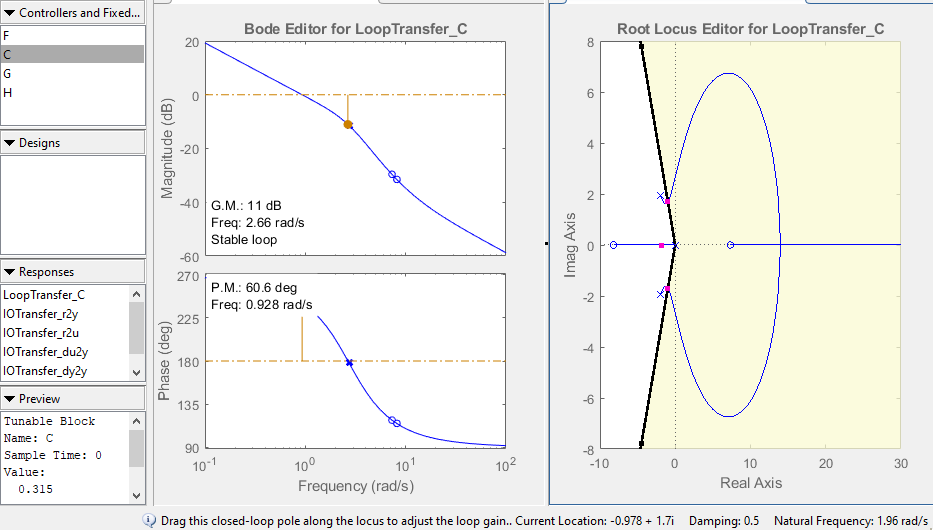 Controllers and Fixed...
F
C
G
H
Designs
Responses
LoopTransfer_C
IOTransfer_r2y
IOTransfer_r2u
IOTransfer_du2y
IOTransfer_dy2y
Preview
Tunable Block
Name: C
Sample Time: 0
Value:
0.315
Bode Editor for LoopTransfer_C
Magnitude (dB)
20
0
-20
-40
-60
G.M.: 11 dB
Freq: 2.66 rad/s
Stable loop
Phase (deg)
270
225
180
135
90
P.M.: 60.6 deg
Freq: 0.928 rad/s
10^-1
10^0
10^1
10^2
Frequency (rad/s)
Root Locus Editor for LoopTransfer_C
Imag Axis
8
6
4
2
0
-2
-4
-6
-8
-10
0
10
20
30
Real Axis
Drag this closed-loop pole along the locus to adjust the loop gain.. Current Location: -0.978 + 1.7i Damping: 0.5 Natural Frequency: 1.96 rad/s